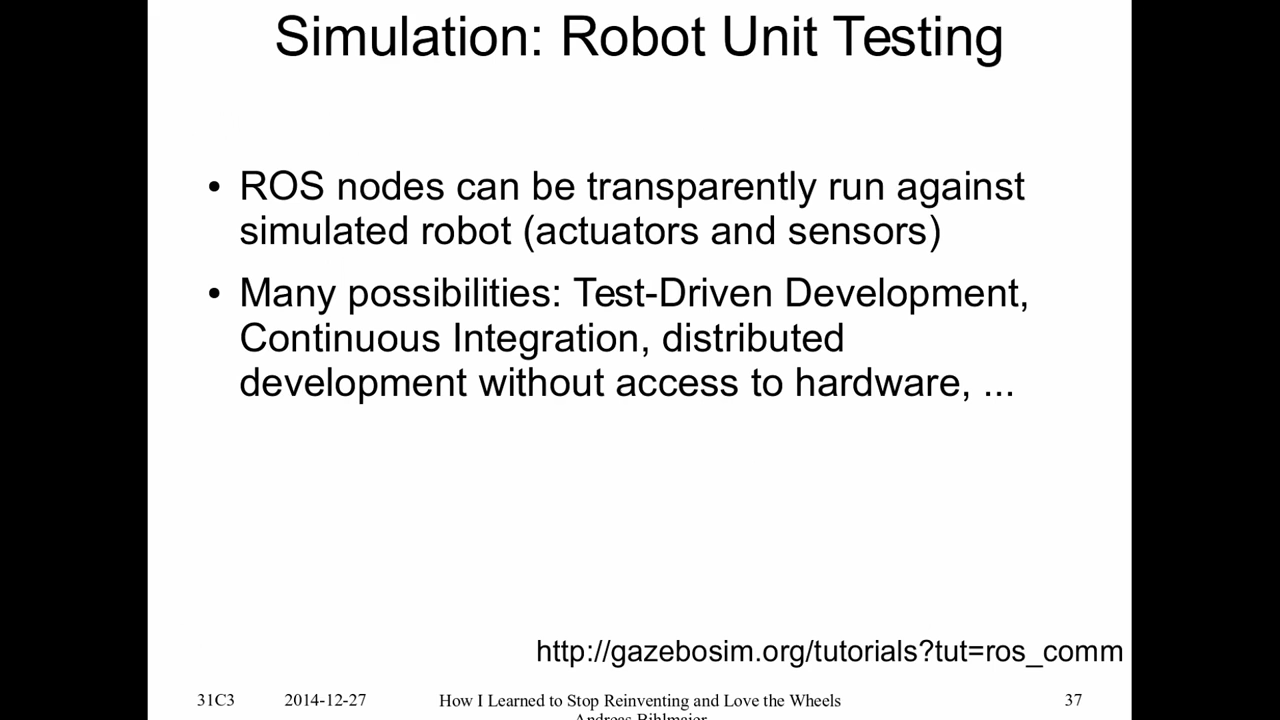 Simulation: Robot Unit Testing
• ROS nodes can be transparently run against
simulated robot (actuators and sensors)
• Many possibilities: Test-Driven Development,
Continuous Integration, distributed
development without access to hardware, ...
http://gazebosim.org/tutorials?tut=ros_comm
31C3 2014-12-27 How I Learned to Stop Reinventing and Love the Wheels 37
Andreas Bihlmaier